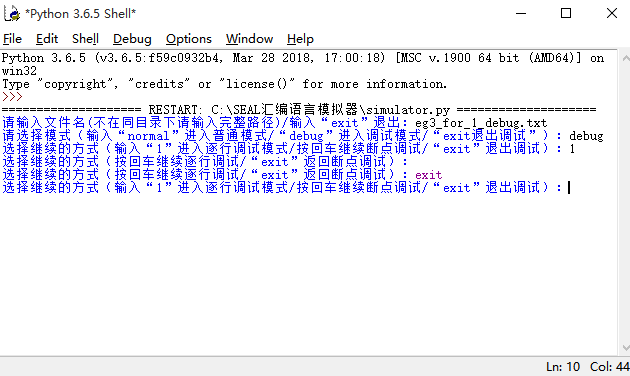 *Python 3.6.5 Shell*
File Edit Shell Debug Options Window Help
Python 3.6.5 (v3.6.5:f59c0932b4, Mar 28 2018, 17:00:18) [MSC v.1900 64 bit (AMD64)] on
win32
Type "copyright", "credits" or "license()" for more information.
>>>
=================== RESTART: C:\SEAL汇编语言模拟器\simulator.py ===================
请输入文件名(不在同目录下请输入完整路径)/输入“exit”退出: eg3_for_1_debug.txt
请选择模式（输入“normal”进入普通模式/“debug”进入调试模式/“exit退出调试”）: debug
选择继续的方式（输入“1”进入逐行调试模式/按回车继续断点调试/“exit”退出调试）: 1
选择继续的方式（按回车继续逐行调试/“exit”返回断点调试）:
选择继续的方式（按回车继续逐行调试/“exit”返回断点调试）: exit
选择继续的方式（输入“1”进入逐行调试模式/按回车继续断点调试/“exit”退出调试）:
Ln: 10 Col: 44